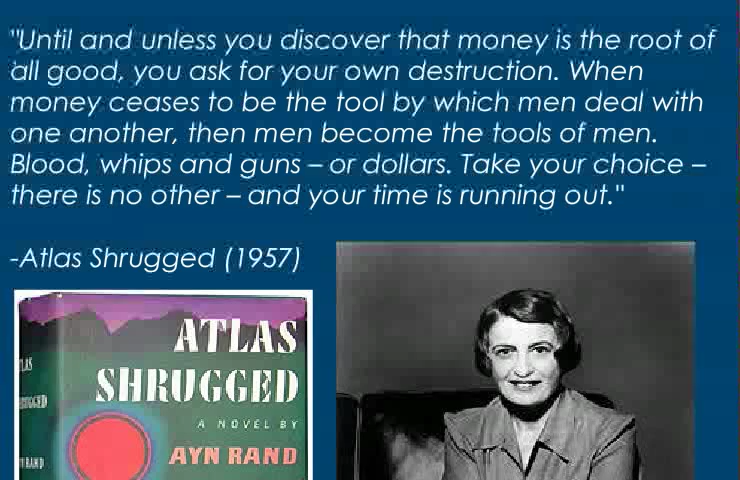 "Until and unless you discover that money is the root of
all good, you ask for your own destruction. When
money ceases to be the tool by which men deal with
one another, then men become the tools of men.
Blood, whips and guns – or dollars. Take your choice –
there is no other – and your time is running out."
-Atlas Shrugged (1957)
ATLAS
SHRUGGED
A NOVEL BY
AYN RAND